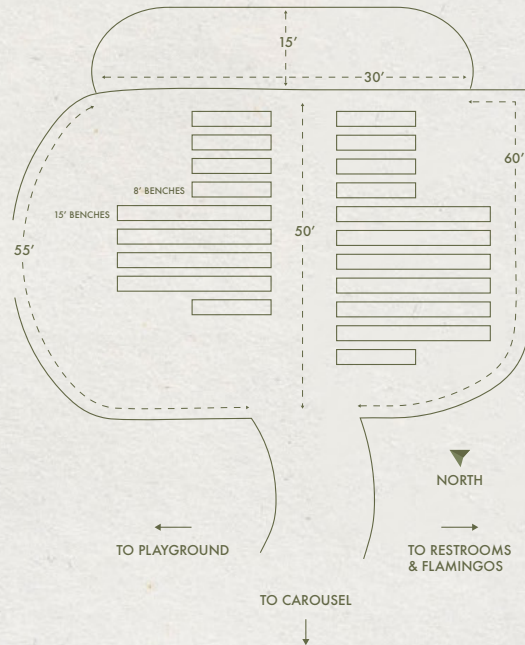 15′
30′
60′
8′ BENCHES
15′ BENCHES
50′
55′
NORTH
TO PLAYGROUND
TO RESTROOMS
& FLAMINGOS
TO CAROUSEL